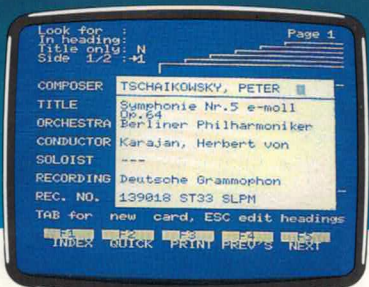 Look for :
In heading:
Title only: N
Side 1/2 :→1
Page 1
COMPOSER TSCHAIKOWSKY, PETER
TITLE Symphonie Nr.5 e-moll
Op.64
ORCHESTRA Berliner Philharmoniker
CONDUCTOR Karajan, Herbert von
SOLOIST ---
RECORDING Deutsche Grammophon
REC. NO. 139018 ST33 SLPM
TAB for new card, ESC edit headings
F1 F2 F3 F4 F5
INDEX QUICK PRINT PREV'S NEXT